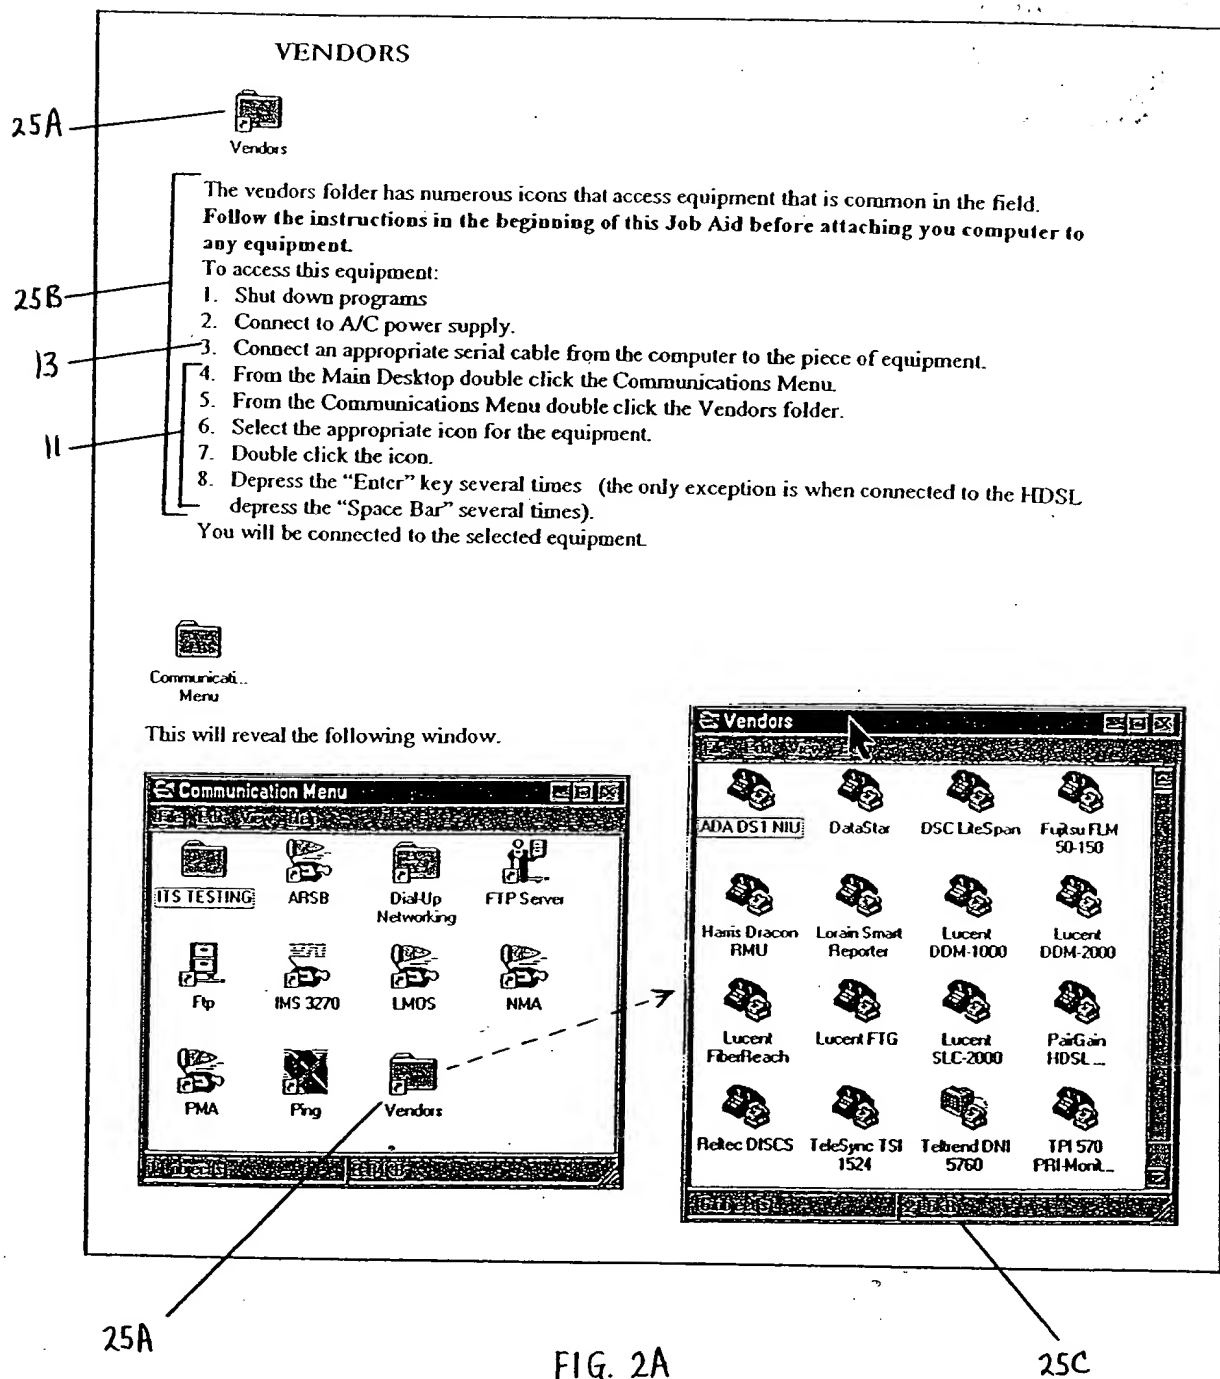 VENDORS
25A
Vendors
The vendors folder has numerous icons that access equipment that is common in the field.
Follow the instructions in the beginning of this Job Aid before attaching you computer to
any equipment.
To access this equipment:
25B
1. Shut down programs
2. Connect to A/C power supply.
13
3. Connect an appropriate serial cable from the computer to the piece of equipment.
4. From the Main Desktop double click the Communications Menu.
5. From the Communications Menu double click the Vendors folder.
11
6. Select the appropriate icon for the equipment.
7. Double click the icon.
8. Depress the “Enter” key several times (the only exception is when connected to the HDSL
depress the “Space Bar” several times).
You will be connected to the selected equipment.
Communicati...
Menu
This will reveal the following window.
Communication Menu
File Edit View Help
ITS TESTING
ARSB
Dial-Up
Networking
FTP Server
Ftp
IMS 3270
LMOS
NMA
PMA
Ping
Vendors
11 object(s)
Vendors
View
ADA DS1 NIU
DataStar
DSC LiteSpan
Fujitsu FLM
50-150
Harris Dracon
RMU
Lorain Smart
Reporter
Lucent
DDM-1000
Lucent
DDM-2000
Lucent
FiberReach
Lucent FTG
Lucent
SLC-2000
PairGain
HDSL ...
Reltec DISCS
TeleSync TSI
1524
Teltrend DNI
5760
TPI 570
PRI-Monit...
25A
25C
FIG. 2A